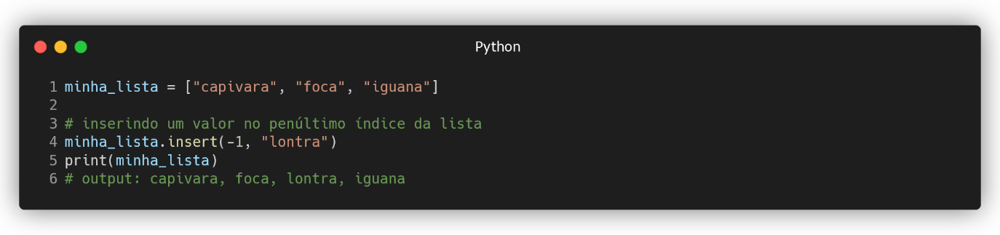 Python
1 minha_lista = ["capivara", "foca", "iguana"]
2
3 # inserindo um valor no penúltimo índice da lista
4 minha_lista.insert(-1, "lontra")
5 print(minha_lista)
6 # output: capivara, foca, lontra, iguana